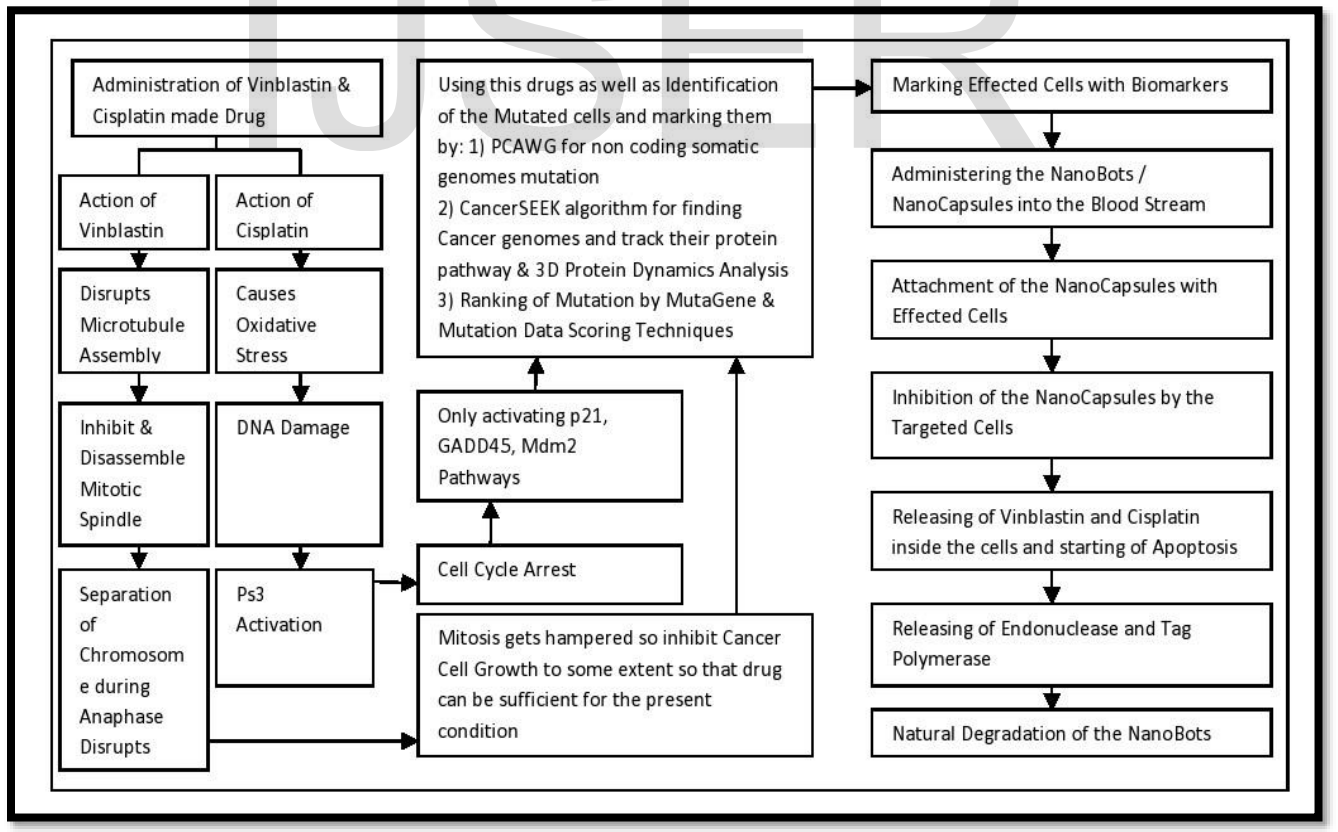 IJSER
Administration of Vinblastin &
Cisplatin made Drug
Action of
Vinblastin
Disrupts
Microtubule
Assembly
Inhibit &
Disassemble
Mitotic
Spindle
Separation
of
Chromosom
e during
Anaphase
Disrupts
Action of
Cisplatin
Causes
Oxidative
Stress
DNA Damage
Ps3
Activation
Using this drugs as well as Identification
of the Mutated cells and marking them
by: 1) PCAWG for non coding somatic
genomes mutation
2) CancerSEEK algorithm for finding
Cancer genomes and track their protein
pathway & 3D Protein Dynamics Analysis
3) Ranking of Mutation by MutaGene &
Mutation Data Scoring Techniques
Only activating p21,
GADD45, Mdm2
Pathways
Cell Cycle Arrest
Mitosis gets hampered so inhibit Cancer
Cell Growth to some extent so that drug
can be sufficient for the present
condition
Marking Effected Cells with Biomarkers
Administering the NanoBots /
NanoCapsules into the Blood Stream
Attachment of the NanoCapsules with
Effected Cells
Inhibition of the NanoCapsules by the
Targeted Cells
Releasing of Vinblastin and Cisplatin
inside the cells and starting of Apoptosis
Releasing of Endonuclease and Tag
Polymerase
Natural Degradation of the NanoBots